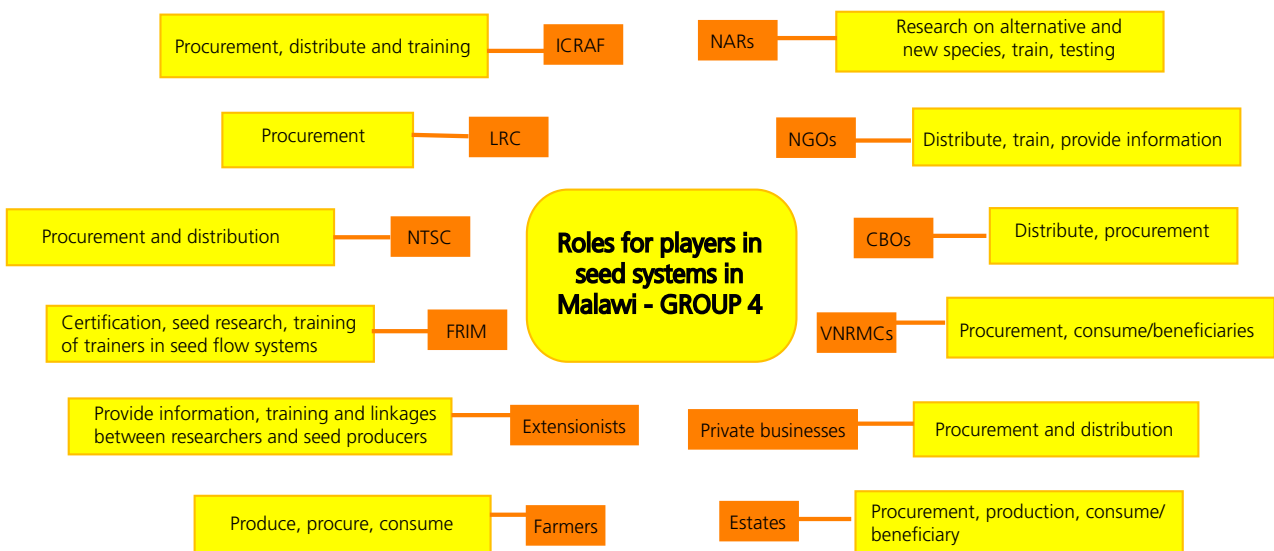 Procurement, distribute and training
ICRAF
NARs
Research on alternative and
new species, train, testing
Procurement
LRC
NGOs
Distribute, train, provide information
Procurement and distribution
NTSC
Roles for players in
seed systems in
Malawi - GROUP 4
CBOs
Distribute, procurement
Certification, seed research, training
of trainers in seed flow systems
FRIM
VNRMCs
Procurement, consume/beneficiaries
Provide information, training and linkages
between researchers and seed producers
Extensionists
Private businesses
Procurement and distribution
Produce, procure, consume
Farmers
Estates
Procurement, production, consume/
beneficiary